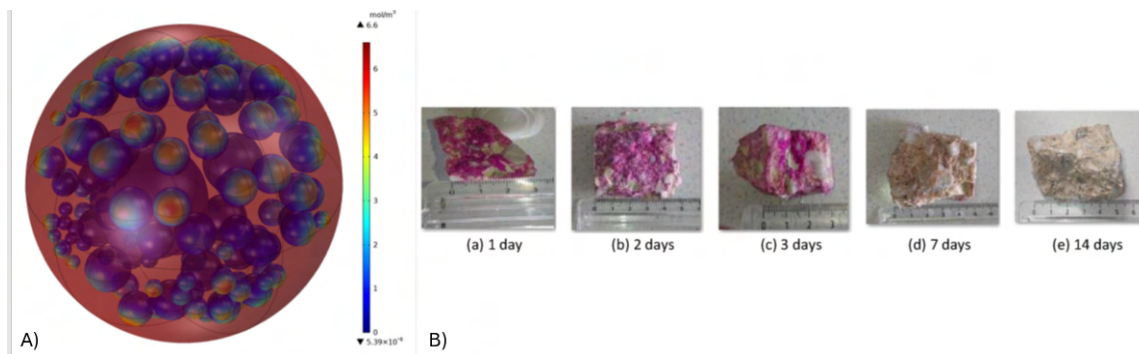 mol/m³
▲ 6.6
6
5
4
3
2
1
0
▼ 5.39×10⁻⁶
A)
B)
(a) 1 day
(b) 2 days
(c) 3 days
(d) 7 days
(e) 14 days